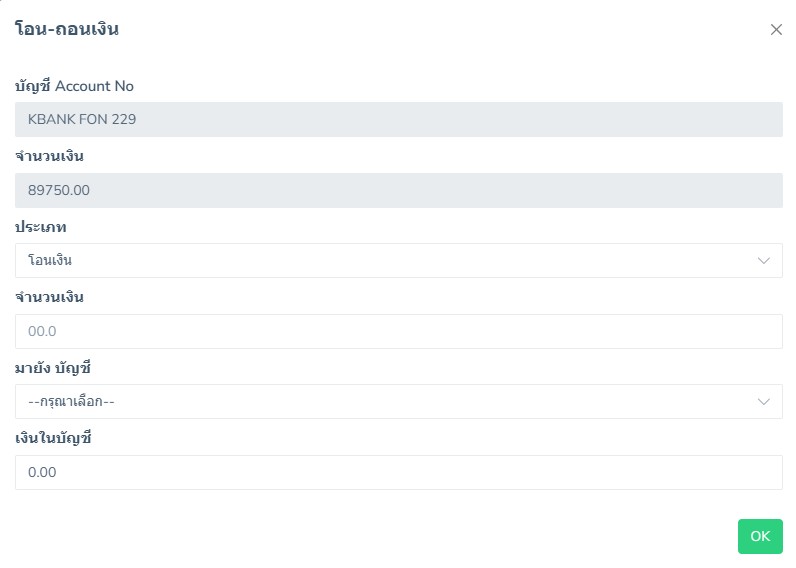 โอน-ถอนเงิน
บัญชี Account No
KBANK FON 229
จำนวนเงิน
89750.00
ประเภท
โอนเงิน
จำนวนเงิน
00.0
มายัง บัญชี
--กรุณาเลือก--
เงินในบัญชี
0.00
OK